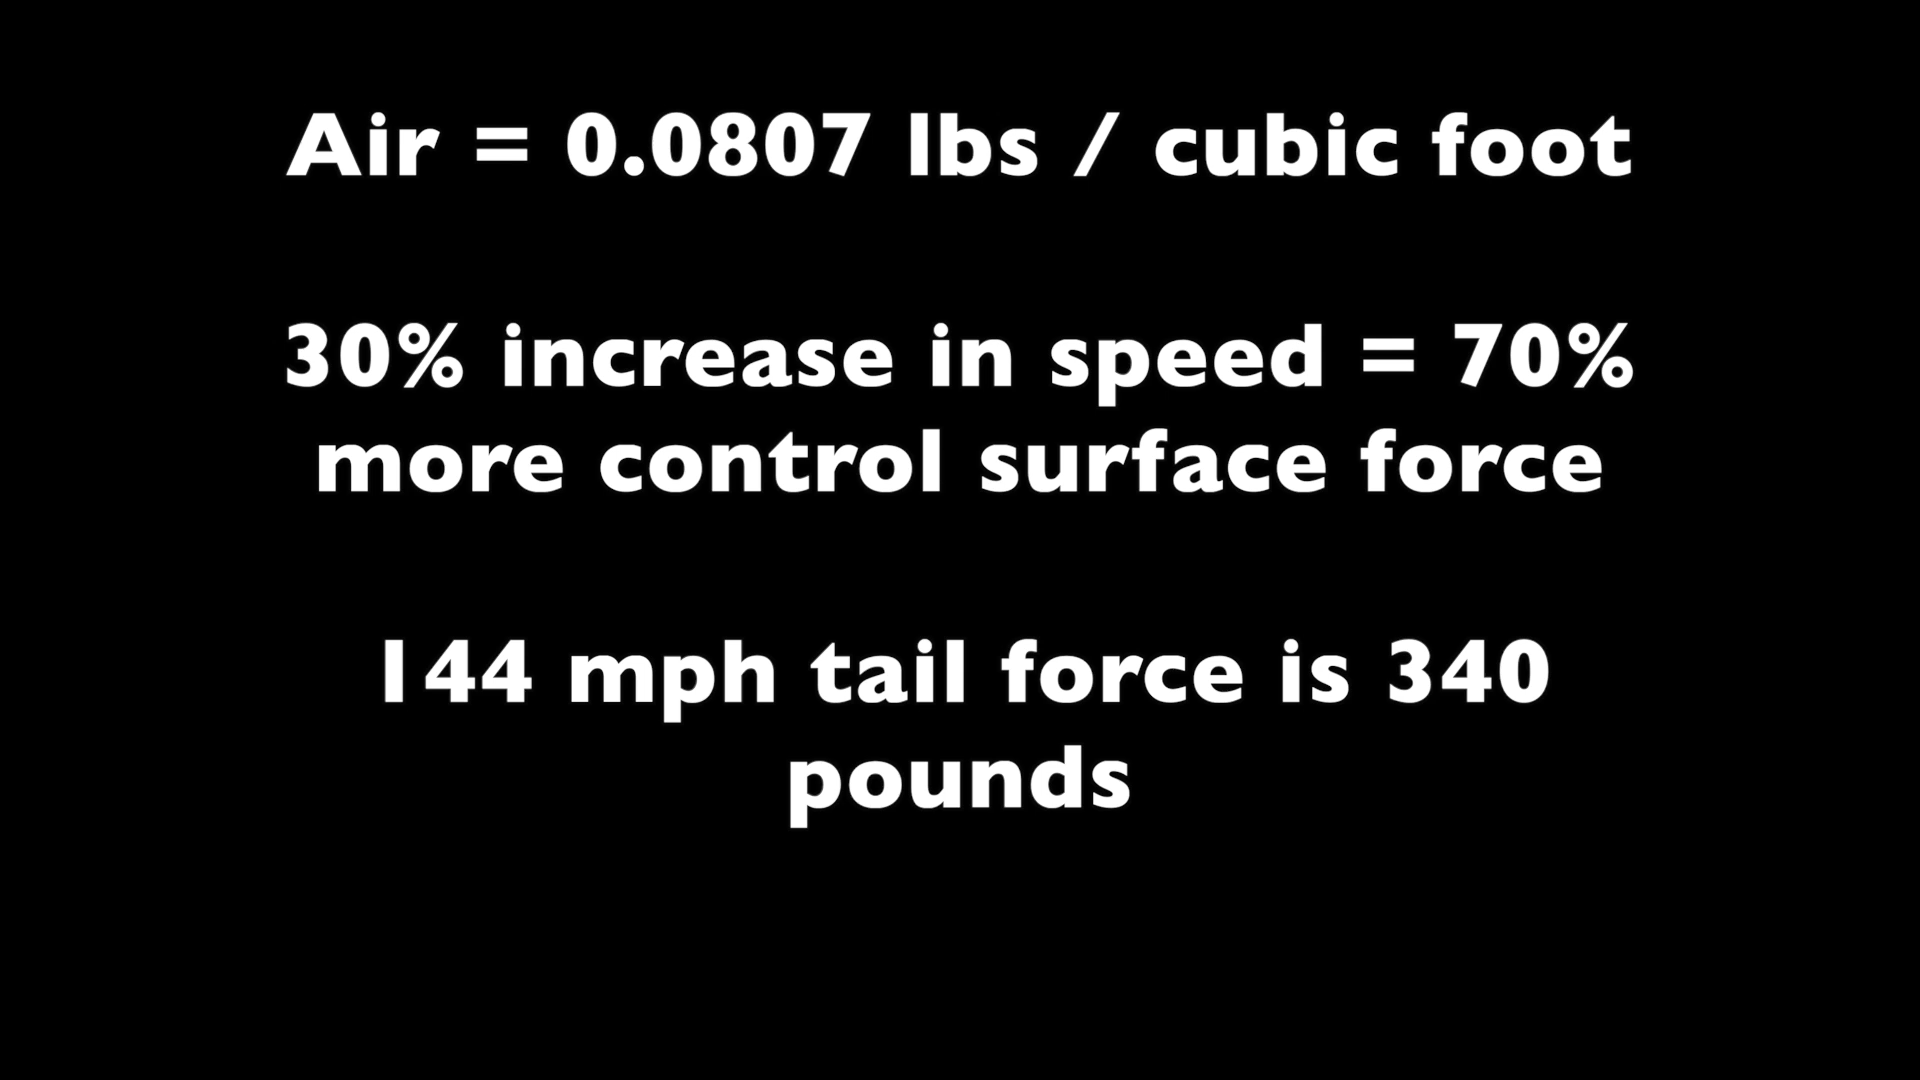 Air = 0.0807 lbs / cubic foot
30% increase in speed = 70%
more control surface force
144 mph tail force is 340
pounds